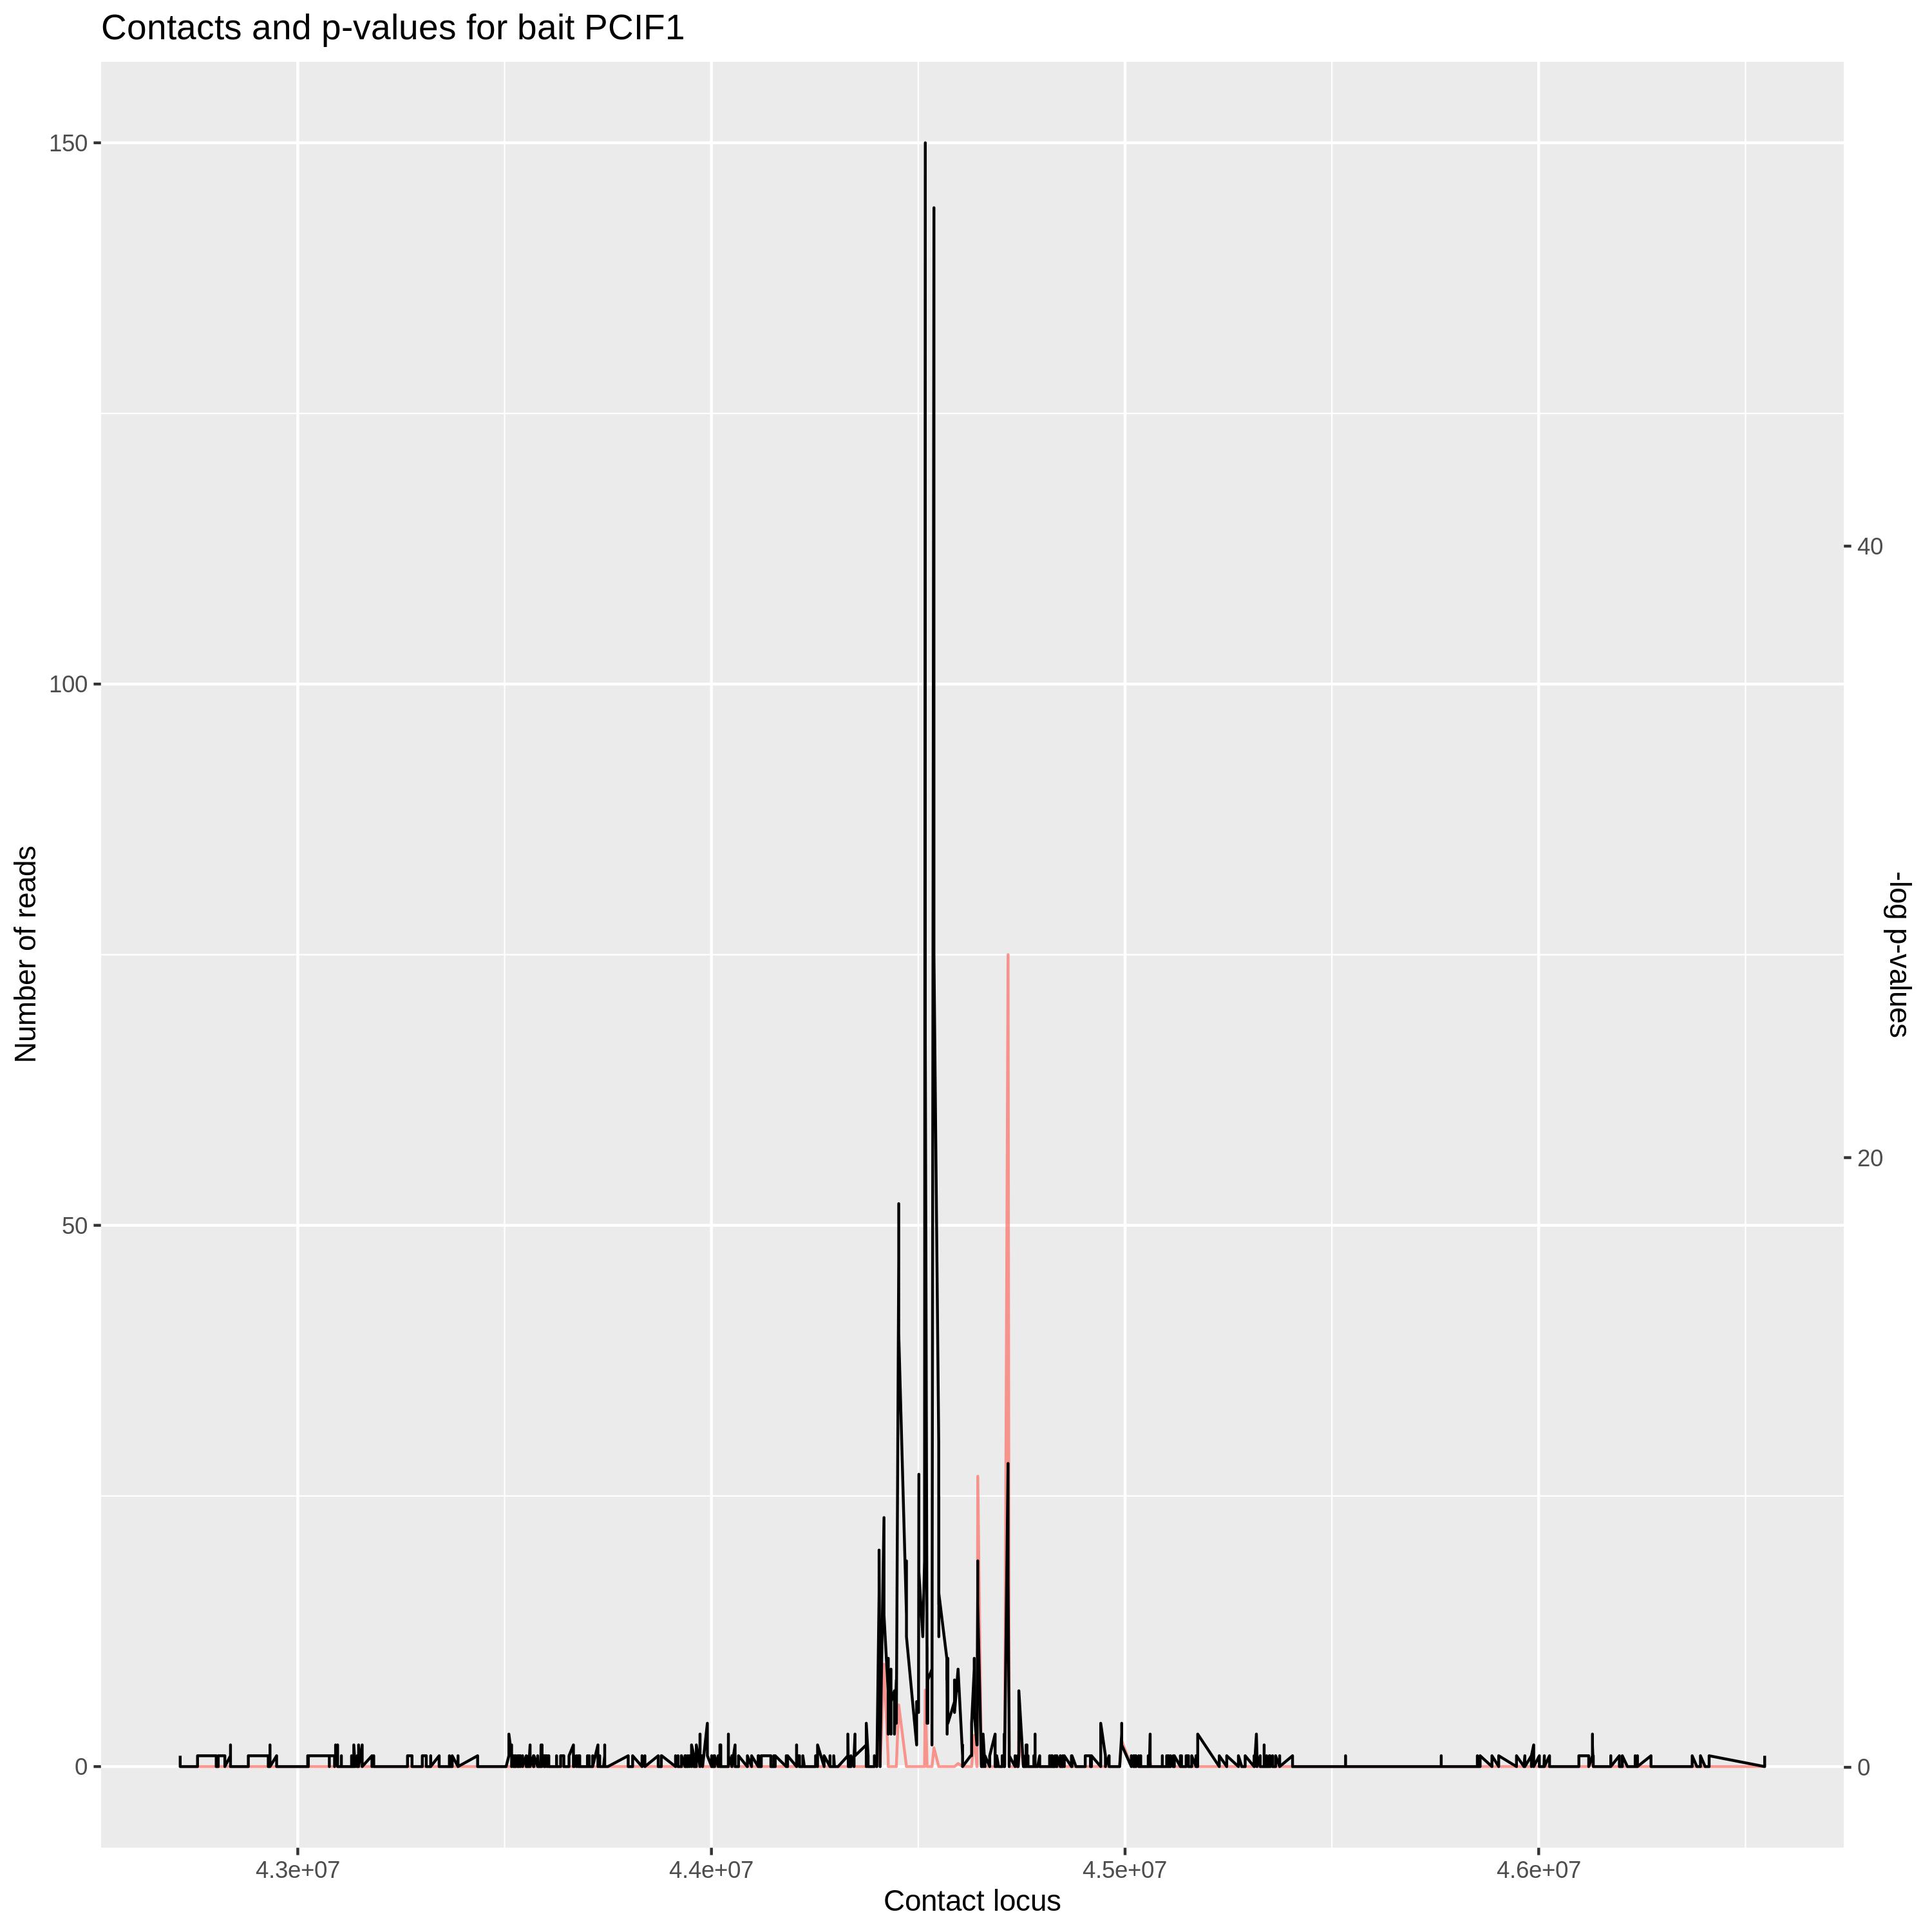 Contacts and p-values for bait PCIF1
150
100
50
0
Number of reads
40
20
0
-log p-values
4.3e+07
4.4e+07
4.5e+07
4.6e+07
Contact locus